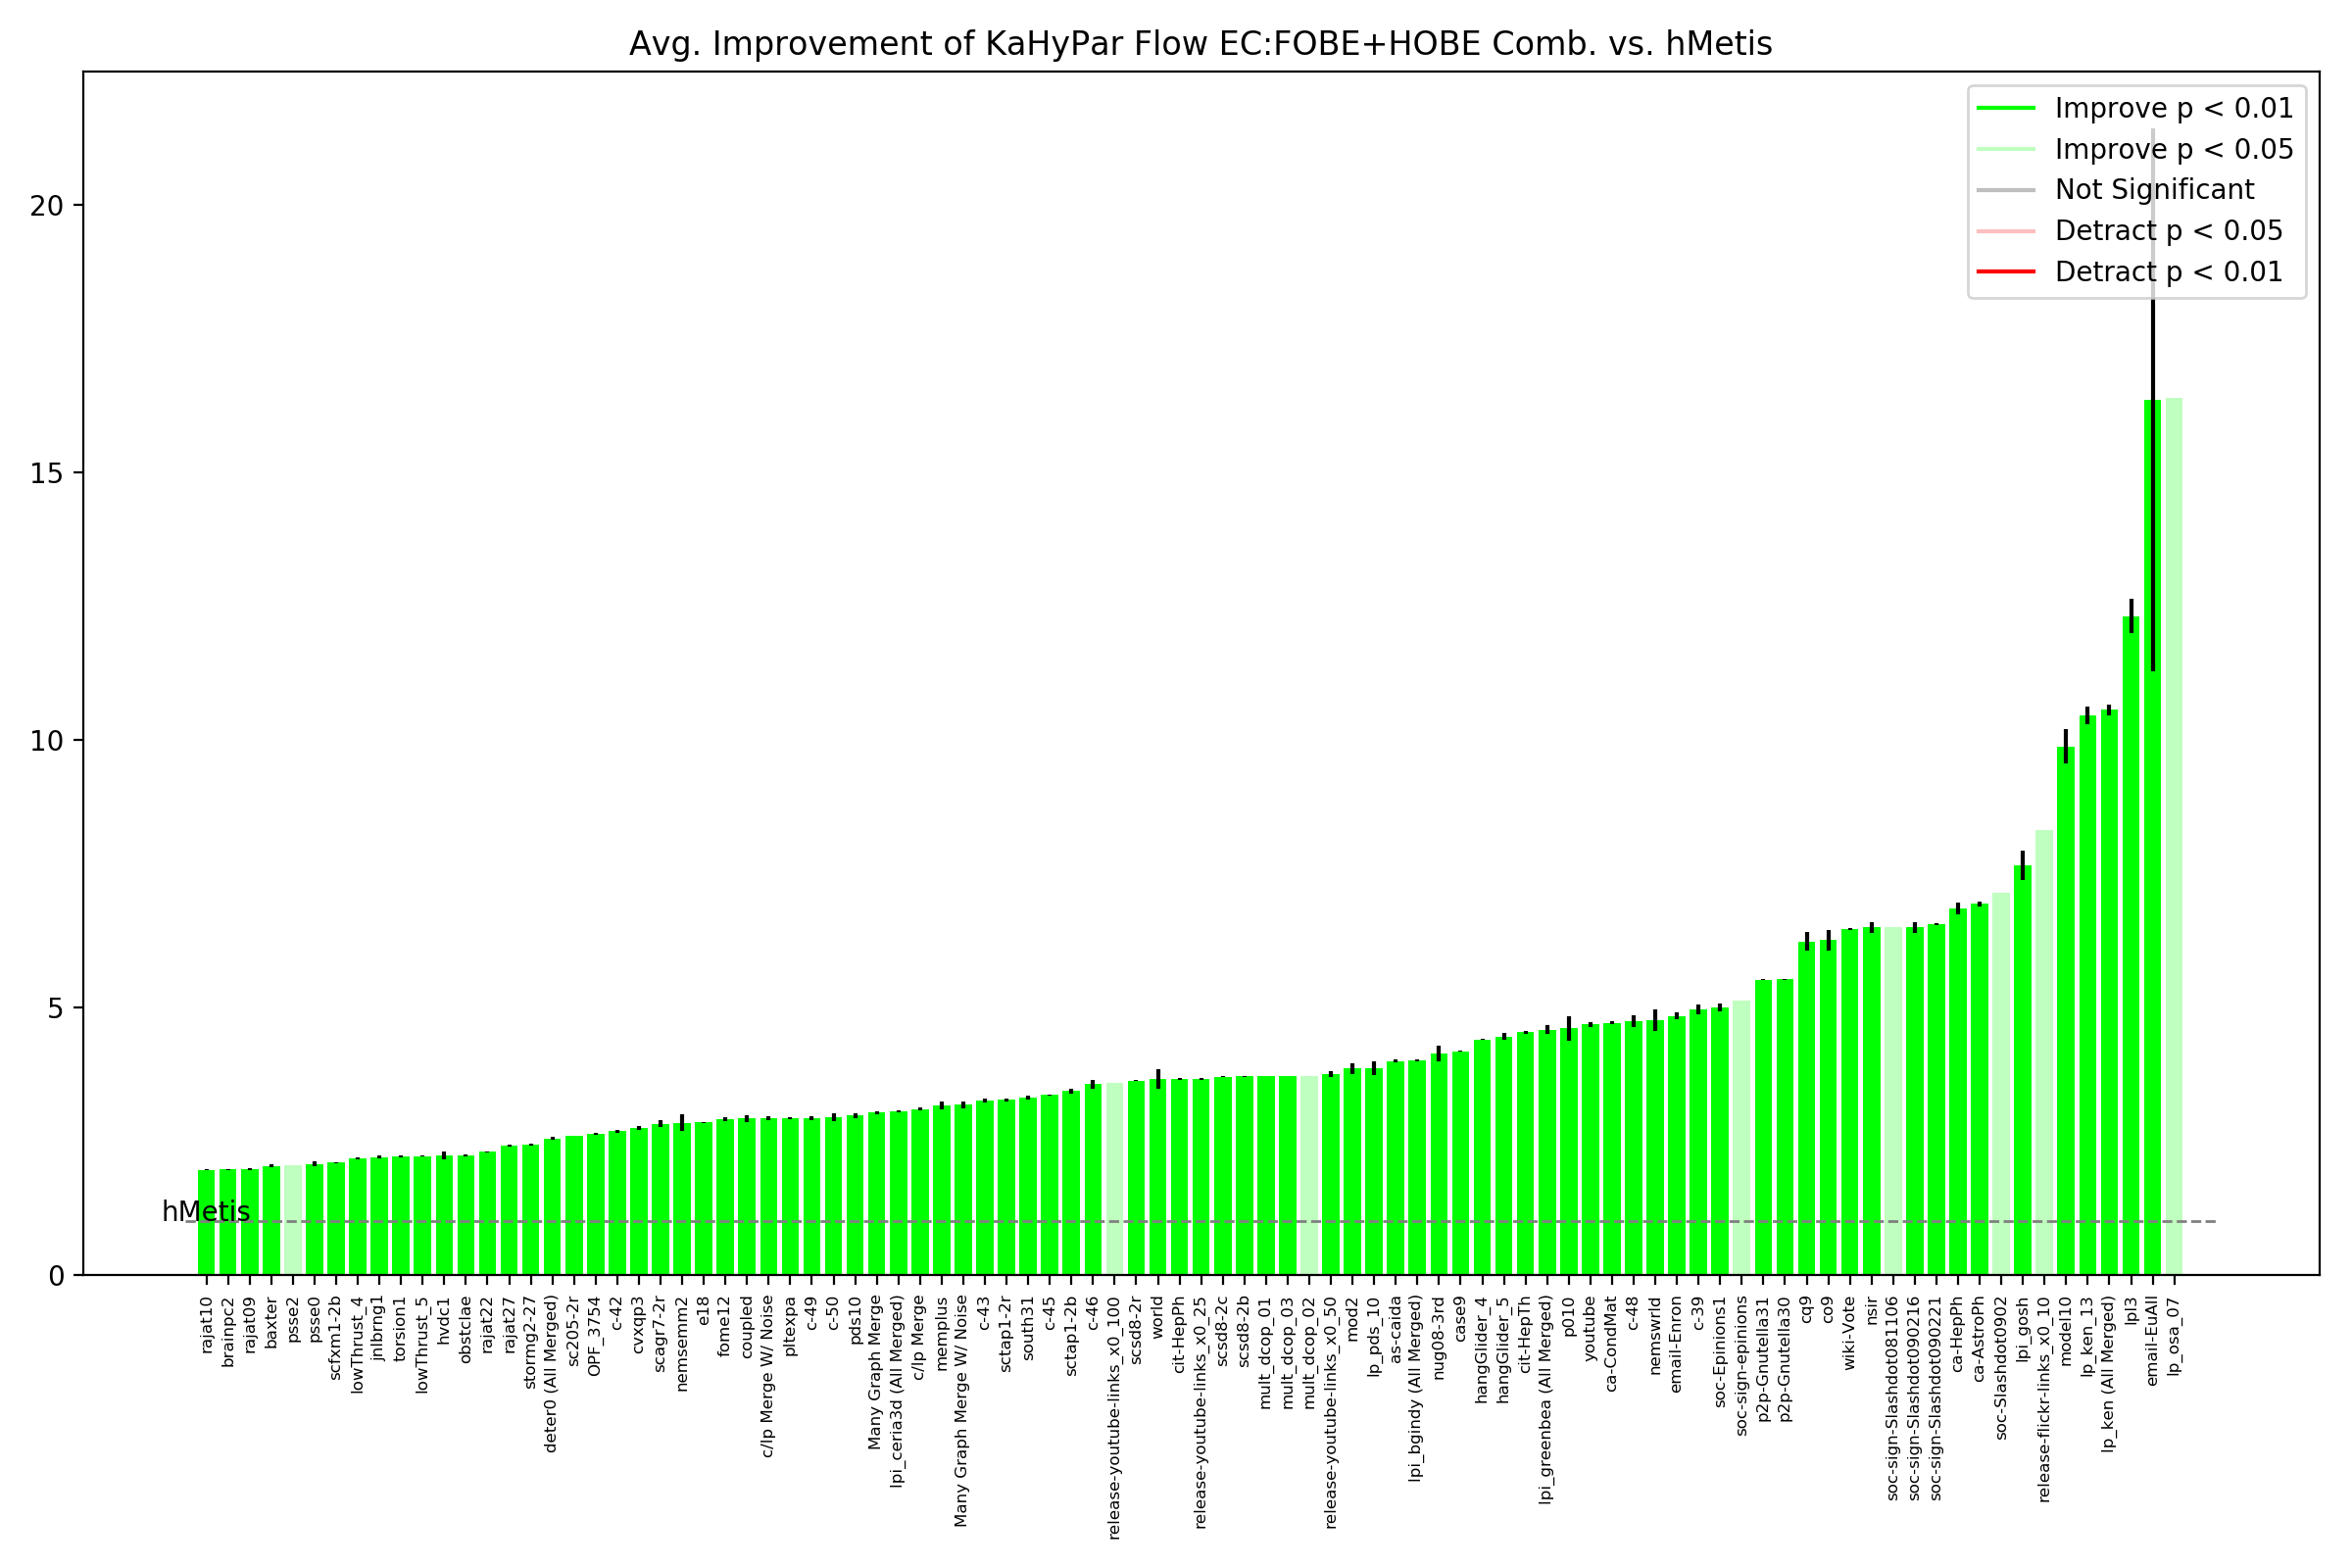 Avg. Improvement of KaHyPar Flow EC:FOBE+HOBE Comb. vs. hMetis
Improve p < 0.01
Improve p < 0.05
Not Significant
Detract p < 0.05
Detract p < 0.01
20
15
10
5
0
hMetis
rajat10
brainpc2
rajat09
baxter
psse2
psse0
scfxm1-2b
lowThrust_4
jnlbrng1
torsion1
lowThrust_5
hvdc1
obstclae
rajat22
rajat27
stormg2-27
deter0 (All Merged)
sc205-2r
OPF_3754
c-42
cvxqp3
scagr7-2r
nemsemm2
e18
fome12
coupled
c/lp Merge W/ Noise
pltexpa
c-49
c-50
pds10
Many Graph Merge
lpi_ceria3d (All Merged)
c/lp Merge
memplus
Many Graph Merge W/ Noise
c-43
sctap1-2r
south31
c-45
sctap1-2b
c-46
release-youtube-links_x0_100
scsd8-2r
world
cit-HepPh
release-youtube-links_x0_25
scsd8-2c
scsd8-2b
mult_dcop_01
mult_dcop_03
mult_dcop_02
release-youtube-links_x0_50
mod2
lp_pds_10
as-caida
lpi_bgindy (All Merged)
nug08-3rd
case9
hangGlider_4
hangGlider_5
cit-HepTh
lpi_greenbea (All Merged)
p010
youtube
ca-CondMat
c-48
nemswrld
email-Enron
c-39
soc-Epinions1
soc-sign-epinions
p2p-Gnutella31
p2p-Gnutella30
cq9
co9
wiki-Vote
nsir
soc-sign-Slashdot081106
soc-sign-Slashdot090216
soc-sign-Slashdot090221
ca-HepPh
ca-AstroPh
soc-Slashdot0902
lpi_gosh
release-flickr-links_x0_10
model10
lp_ken_13
lp_ken (All Merged)
lpl3
email-EuAll
lp_osa_07